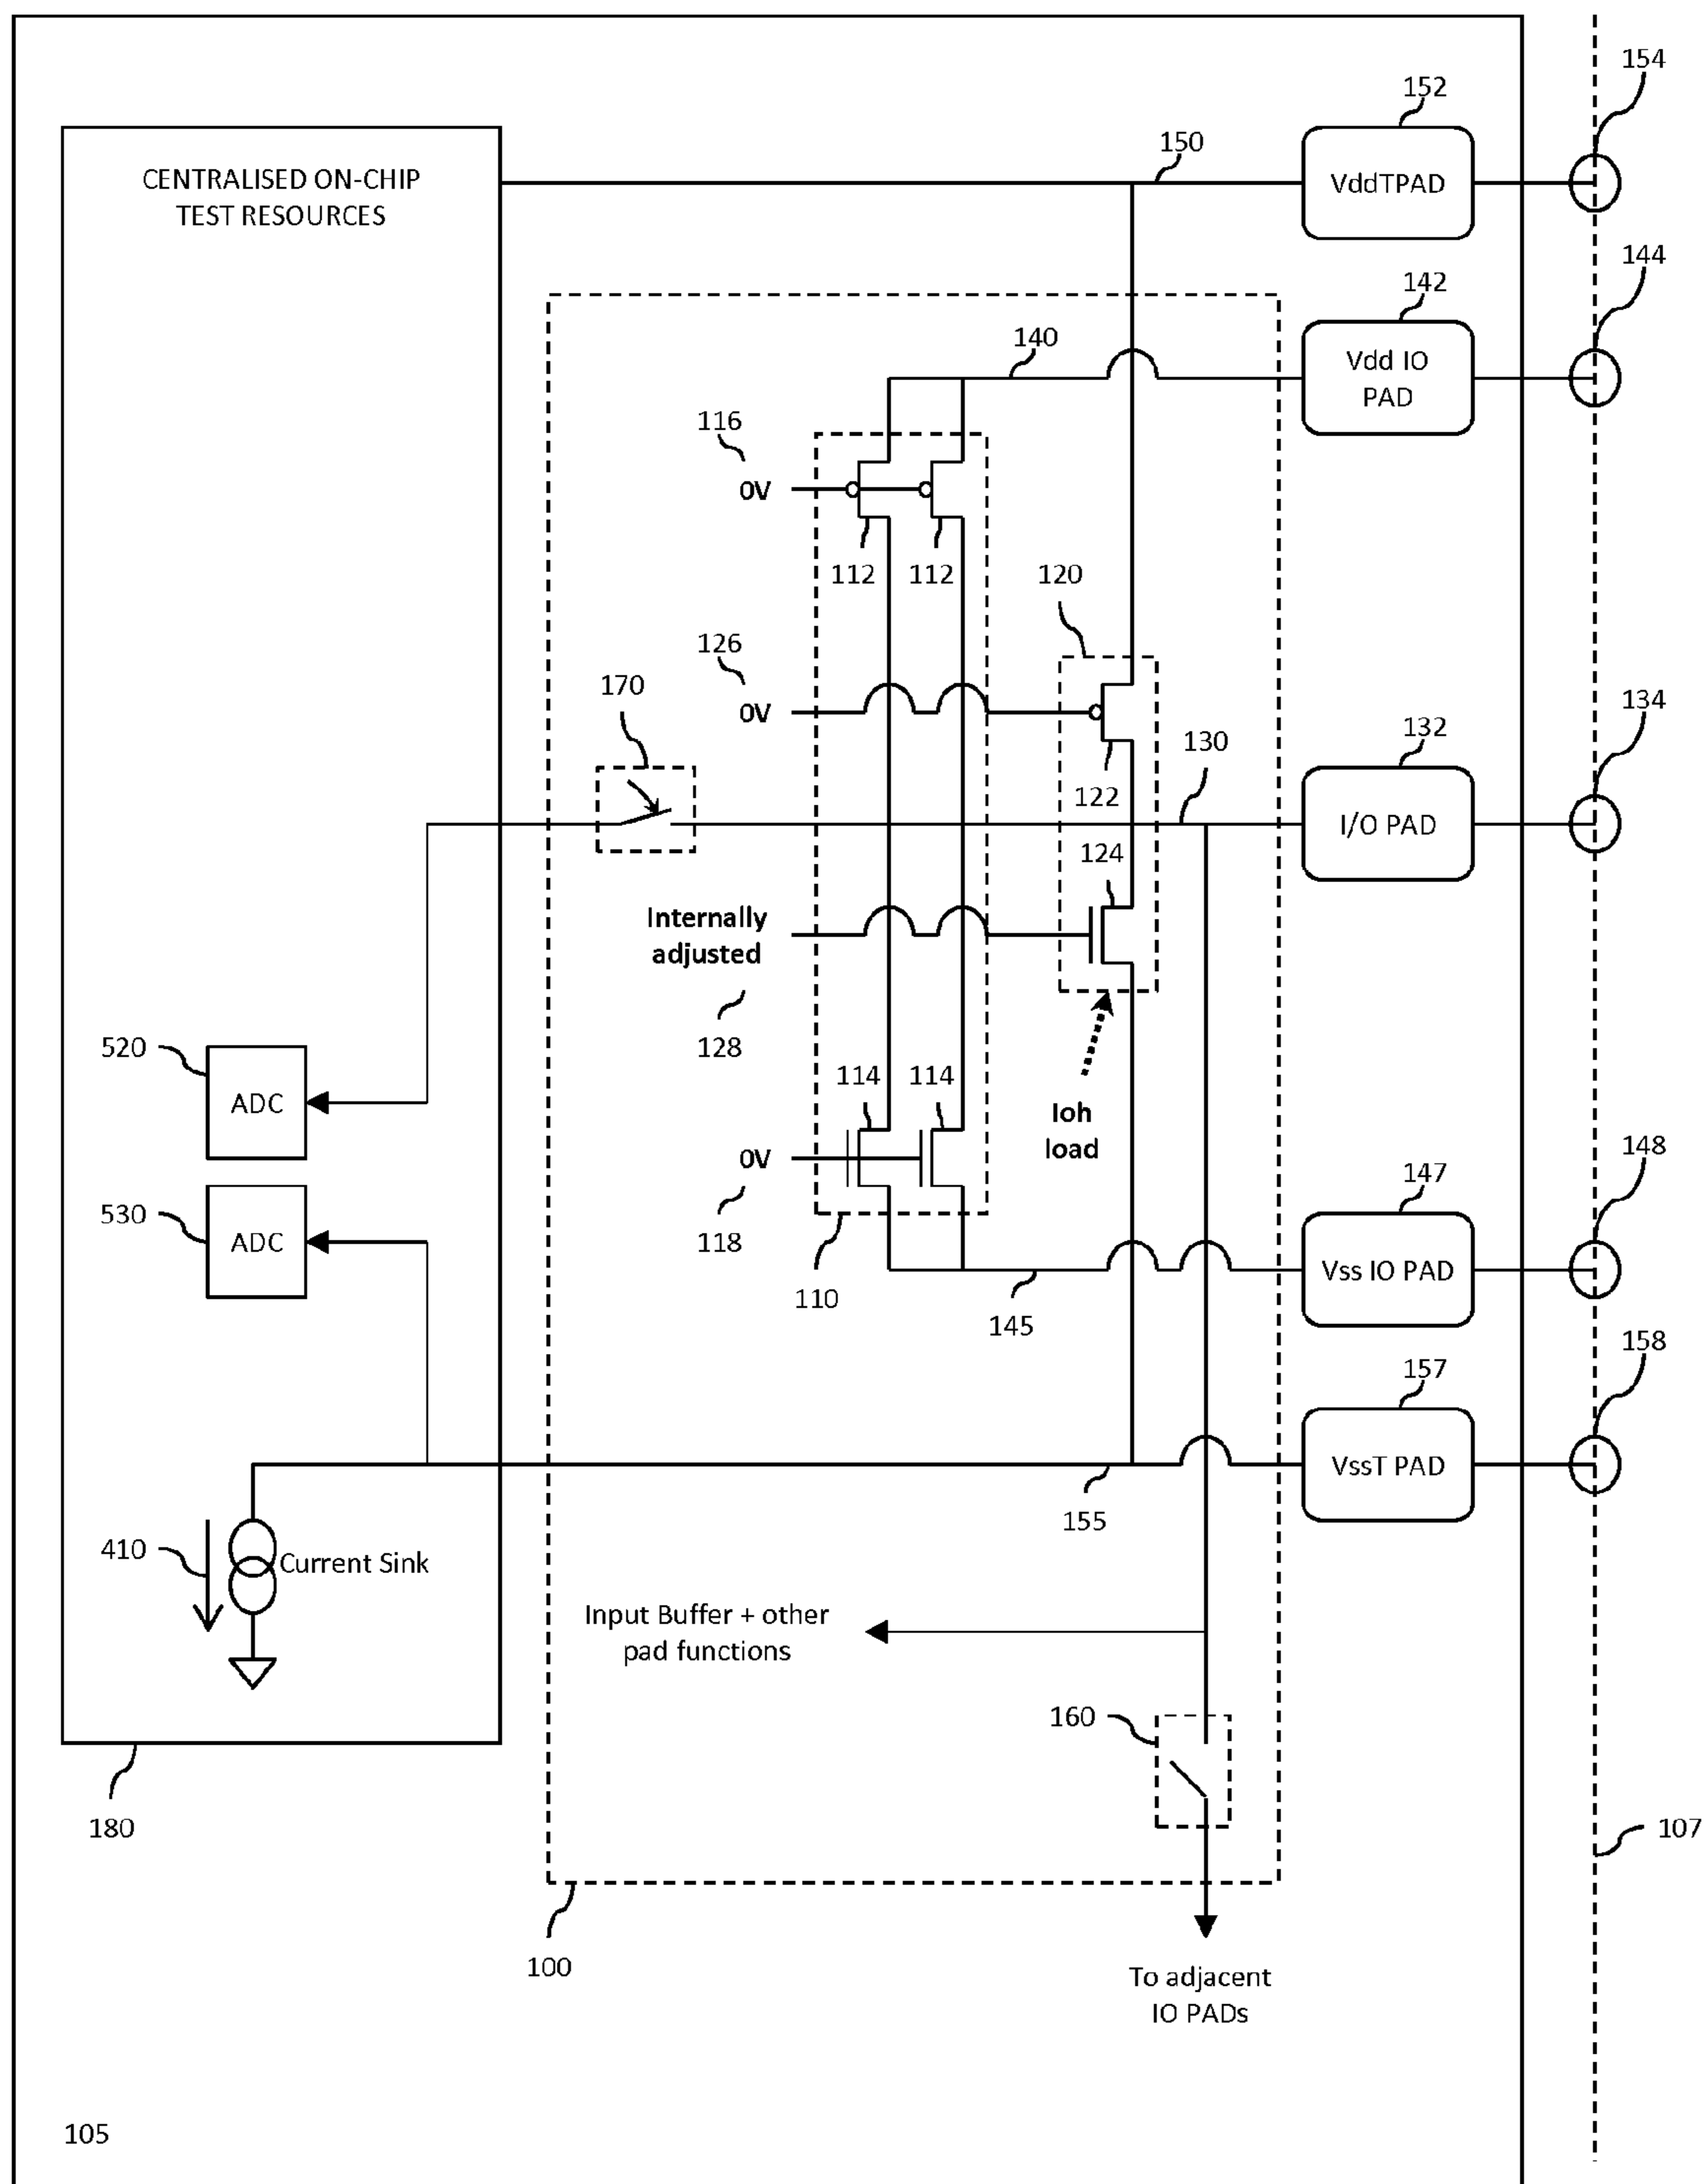 154
152
150
CENTRALISED ON-CHIP
TEST RESOURCES
VddTPAD
144
142
140
Vdd IO
PAD
116
0V
112
112
120
126
0V
170
134
132
130
122
I/O PAD
124
Internally
adjusted
128
520
ADC
114
114
Ioh
load
0V
148
147
530
ADC
118
Vss IO PAD
110
145
158
157
VssT PAD
155
410
Current Sink
Input Buffer + other
pad functions
160
180
107
100
To adjacent
IO PADs
105